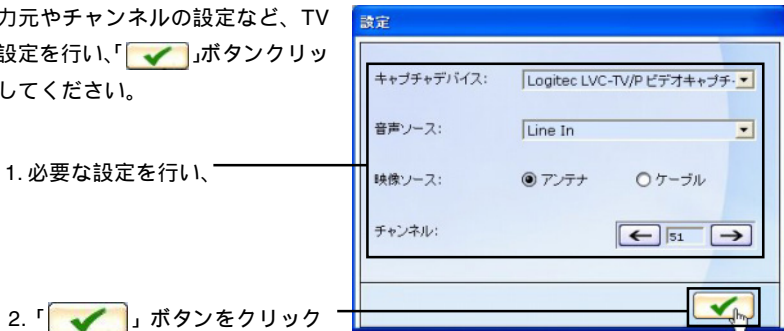 力元やチャンネルの設定など、TV
設定を行い、「 」ボタンクリッ
してください。
1. 必要な設定を行い、
2.「 」ボタンをクリック
設定
キャプチャデバイス: Logitec LVC-TV/P ビデオキャプチ･
音声ソース: Line In
映像ソース: アンテナ ケーブル
チャンネル: 51